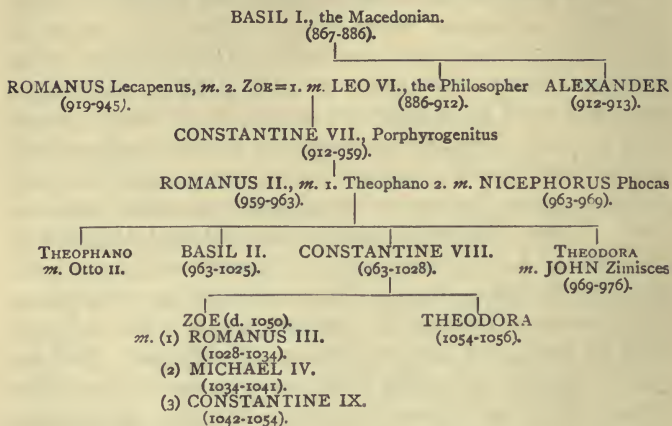 BASIL I., the Macedonian.
(867-886).
ROMANUS Lecapenus, m. 2. ZOE=1. m. LEO VI., the Philosopher ALEXANDER
(919-945). (886-912). (912-913).
CONSTANTINE VII., Porphyrogenitus
(912-959).
ROMANUS II., m. 1. Theophano 2. m. NICEPHORUS Phocas
(959-963). (963-969).
THEOPHANO BASIL II. CONSTANTINE VIII. THEODORA
m. Otto II. (963-1025). (963-1028). m. JOHN Zimisces
(969-976).
ZOE (d. 1050). THEODORA
m. (1) ROMANUS III. (1054-1056).
(1028-1034).
(2) MICHAEL IV.
(1034-1041).
(3) CONSTANTINE IX.
(1042-1054).